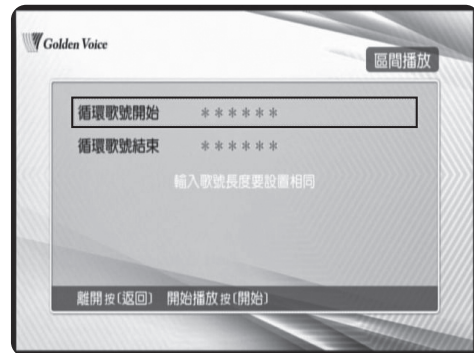 Golden Voice
區間播放
循環歌號開始 ******
循環歌號結束 ******
輸入歌號長度要設置相同
離開按(返回) 開始播放按(開始)